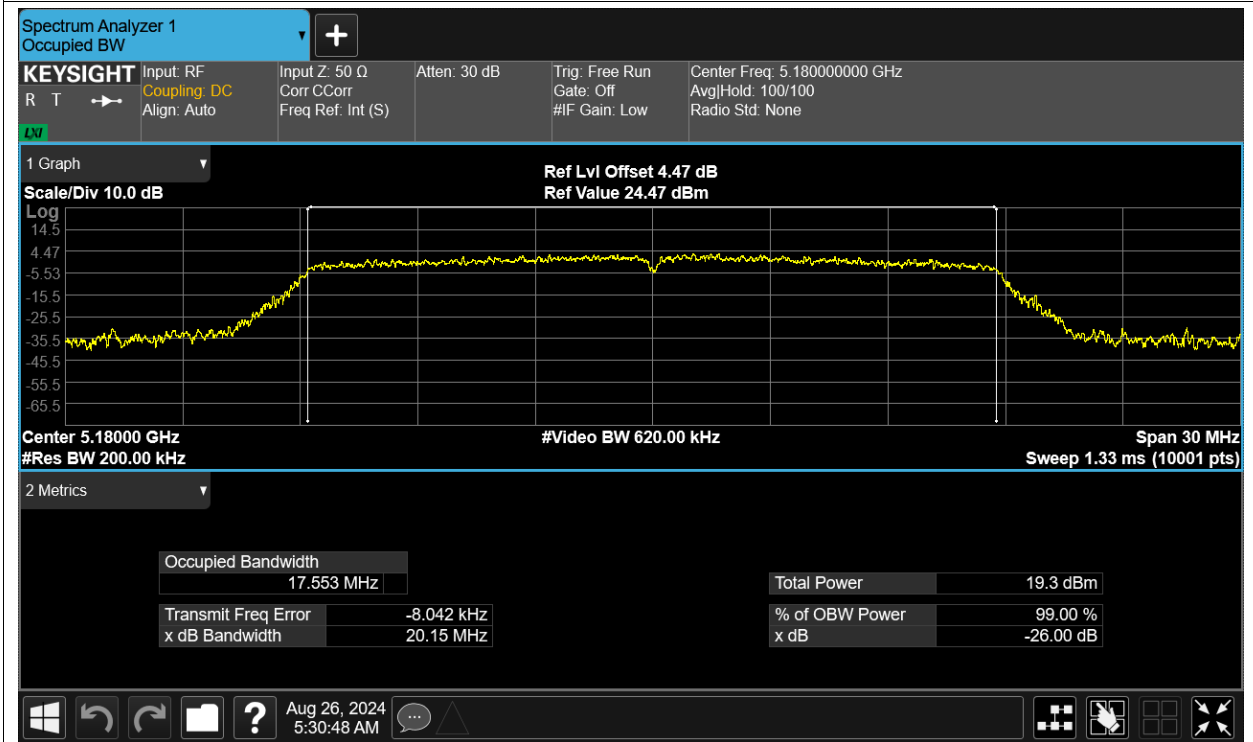 Spectrum Analyzer 1
Occupied BW
KEYSIGHT
R T
LXI
Input: RF
Coupling: DC
Align: Auto
Input Z: 50 Ω
Corr CCorr
Freq Ref: Int (S)
Atten: 30 dB
Trig: Free Run
Gate: Off
#IF Gain: Low
Center Freq: 5.180000000 GHz
Avg|Hold: 100/100
Radio Std: None
1 Graph
Scale/Div 10.0 dB
Ref Lvl Offset 4.47 dB
Ref Value 24.47 dBm
Log
14.5
4.47
-5.53
-15.5
-25.5
-35.5
-45.5
-55.5
-65.5
Center 5.18000 GHz
#Res BW 200.00 kHz
#Video BW 620.00 kHz
Span 30 MHz
Sweep 1.33 ms (10001 pts)
2 Metrics
Occupied Bandwidth
17.553 MHz
Transmit Freq Error -8.042 kHz
x dB Bandwidth 20.15 MHz
Total Power 19.3 dBm
% of OBW Power 99.00 %
x dB -26.00 dB
?
Aug 26, 2024
5:30:48 AM